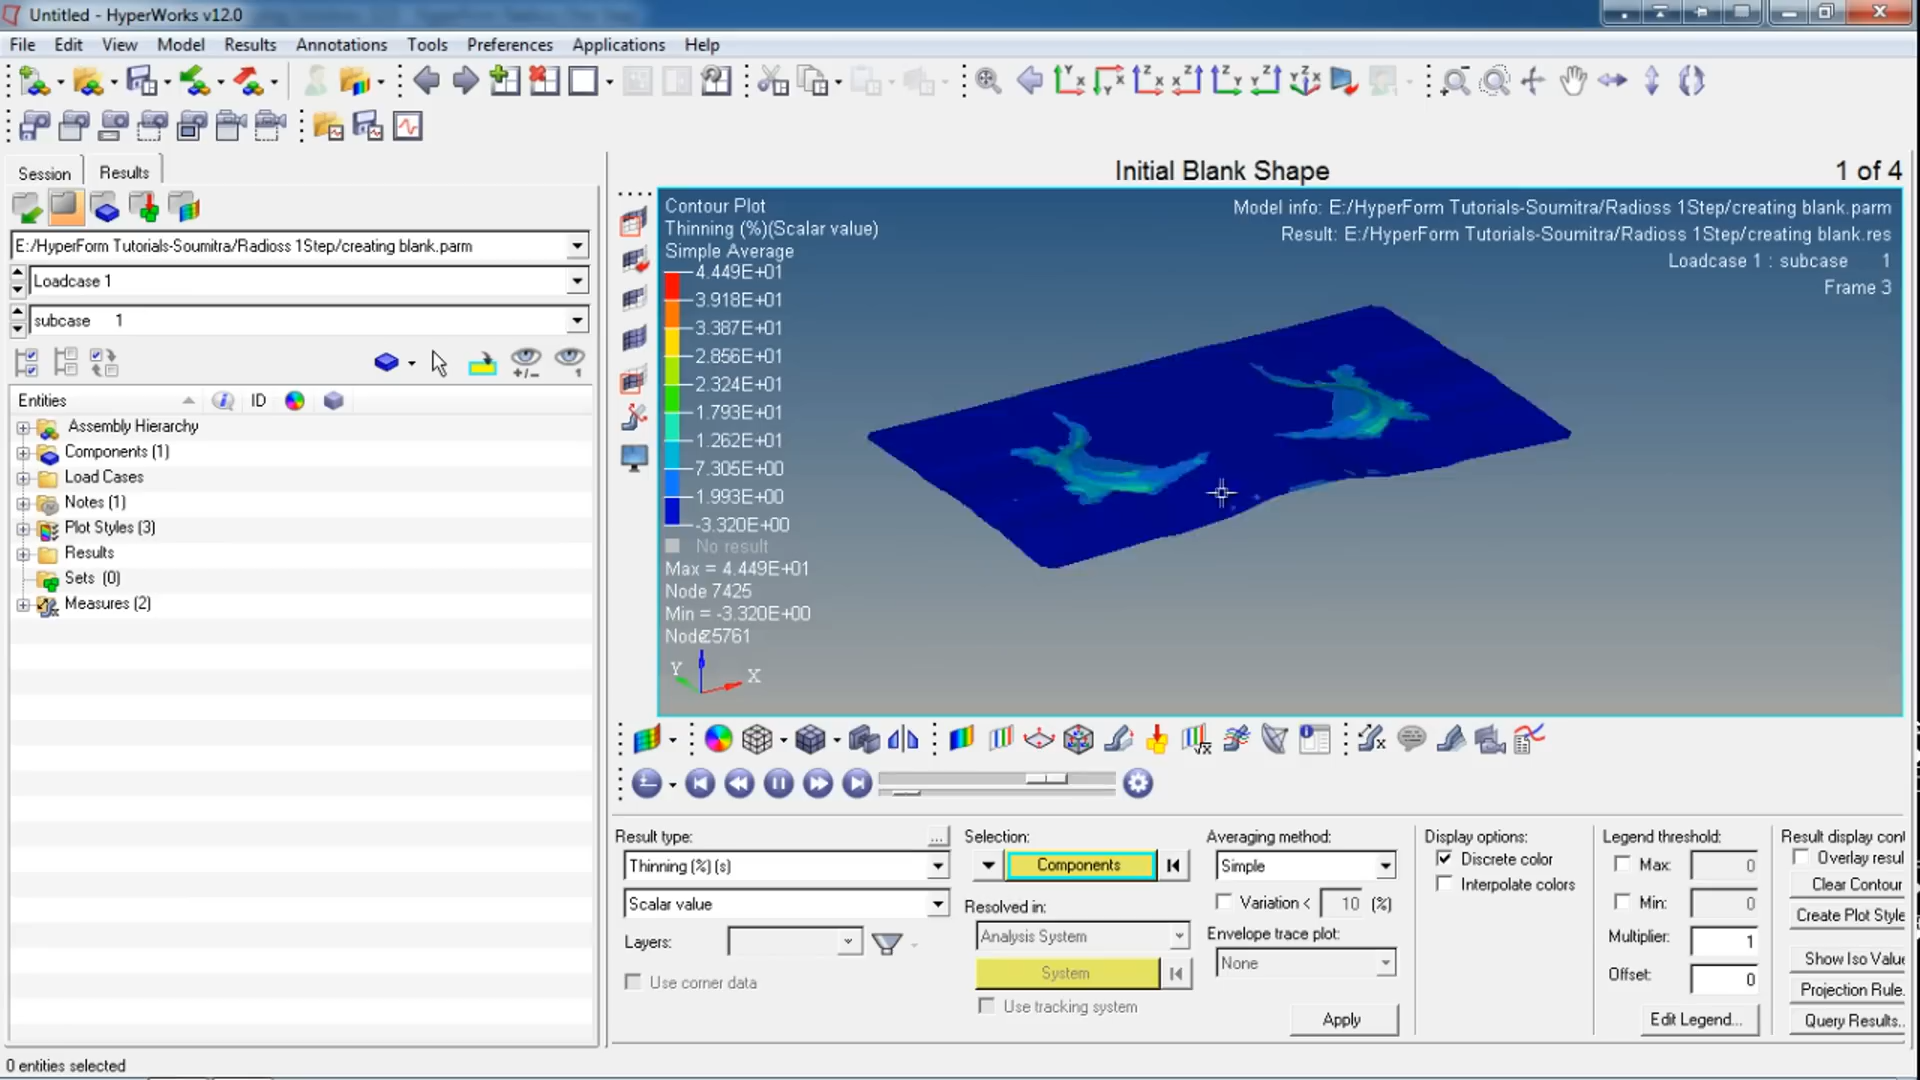 Untitled - HyperWorks v12.0
File Edit View Model Results Annotations Tools Preferences Applications Help
Session Results
E:/HyperForm Tutorials-Soumitra/Radioss 1Step/creating blank.parm
Loadcase 1
subcase 1
Entities ID
Assembly Hierarchy
Components (1)
Load Cases
Notes (1)
Plot Styles (3)
Results
Sets (0)
Measures (2)
Initial Blank Shape
1 of 4
Contour Plot
Thinning (%)(Scalar value)
Simple Average
4.449E+01
3.918E+01
3.387E+01
2.856E+01
2.324E+01
1.793E+01
1.262E+01
7.305E+00
1.993E+00
-3.320E+00
No result
Max = 4.449E+01
Node 7425
Min = -3.320E+00
Node 25761
Model info: E:/HyperForm Tutorials-Soumitra/Radioss 1Step/creating blank.parm
Result: E:/HyperForm Tutorials-Soumitra/Radioss 1Step/creating blank.res
Loadcase 1 : subcase 1
Frame 3
Y X
Result type: ...
Thinning (%) (s)
Scalar value
Layers:
Use corner data
Selection:
Components
Resolved in:
Analysis System
System
Use tracking system
Averaging method:
Simple
Variation < 10 (%)
Envelope trace plot:
None
Apply
Display options:
Discrete color
Interpolate colors
Legend threshold:
Max: 0
Min: 0
Multiplier: 1
Offset: 0
Edit Legend...
Result display cont
Overlay resul
Clear Contour
Create Plot Style
Show Iso Value
Projection Rule.
Query Results..
0 entities selected